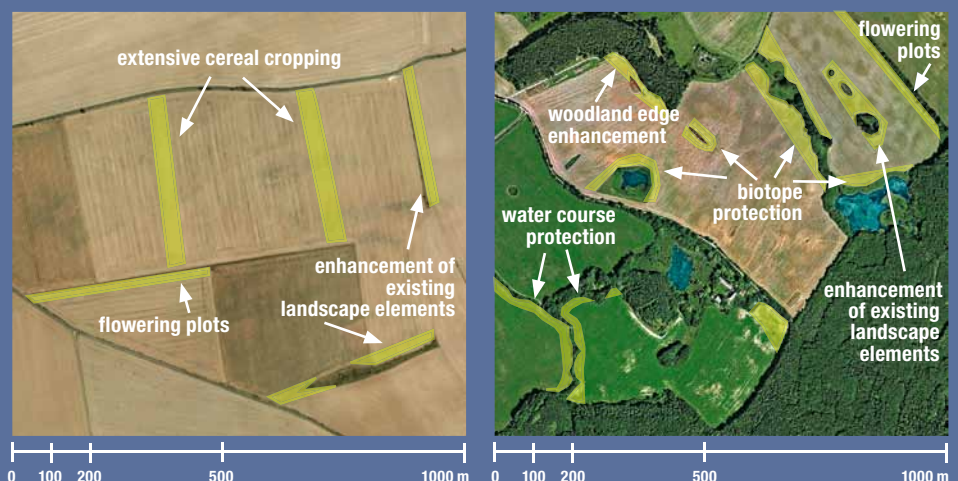 extensive cereal cropping
enhancement of
existing
landscape elements
flowering plots
0 100 200 500 1000 m
flowering
plots
woodland edge
enhancement
biotope
protection
water course
protection
enhancement
of existing
landscape
elements
0 100 200 500 1000 m